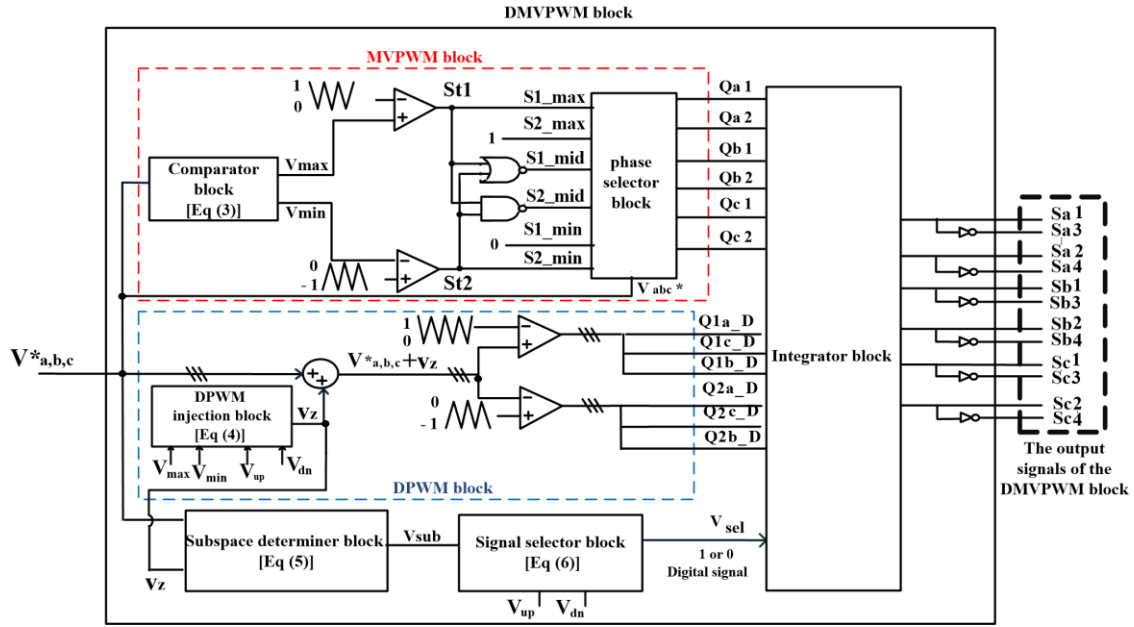 DMVPWM block
MVPWM block
1
0
St1
S1_max
S2_max
1
S1_mid
S2_mid
S1_min
0
S2_min
Vmax
Vmin
Comparator
block
[Eq (3)]
0
- 1
St2
phase
selector
block
V abc *
Qa 1
Qa 2
Qb 1
Qb 2
Qc 1
Qc 2
V*a,b,c
DPWM
injection block
[Eq (4)]
Vz
Vmax
Vmin
Vup
Vdn
V*a,b,c+Vz
1
0
0
- 1
DPWM block
Q1a_D
Q1c_D
Q1b_D
Q2a_D
Q2c_D
Q2b_D
Integrator block
Vz
Subspace determiner block
[Eq (5)]
Vsub
Signal selector block
[Eq (6)]
Vup
Vdn
V sel
1 or 0
Digital signal
Sa 1
Sa3
Sa 2
Sa4
Sb1
Sb3
Sb2
Sb4
Sc1
Sc3
Sc2
Sc4
The output
signals of the
DMVPWM block